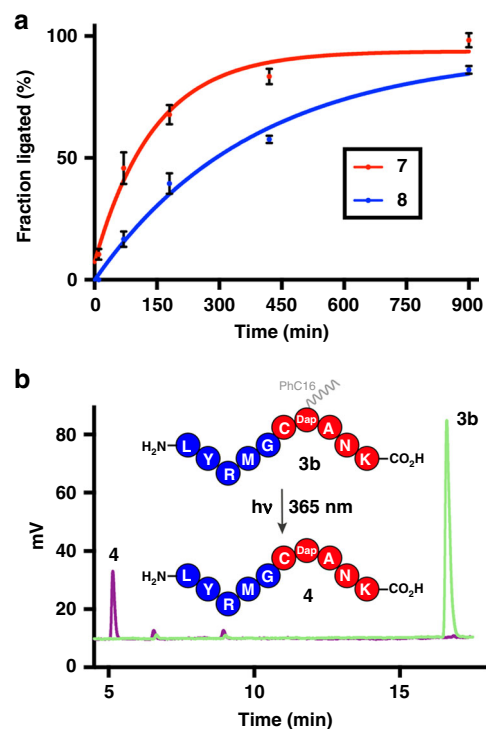 a
100
50
0
Fraction ligated (%)
7
8
0 150 300 450 600 750 900
Time (min)
b
PhC16
3b
80
60
40
20
0
mV
H₂N L Y R M G C Dap A N K CO₂H
3b
hν 365 nm
H₂N L Y R M G C Dap A N K CO₂H
4
4
5 10 15
Time (min)